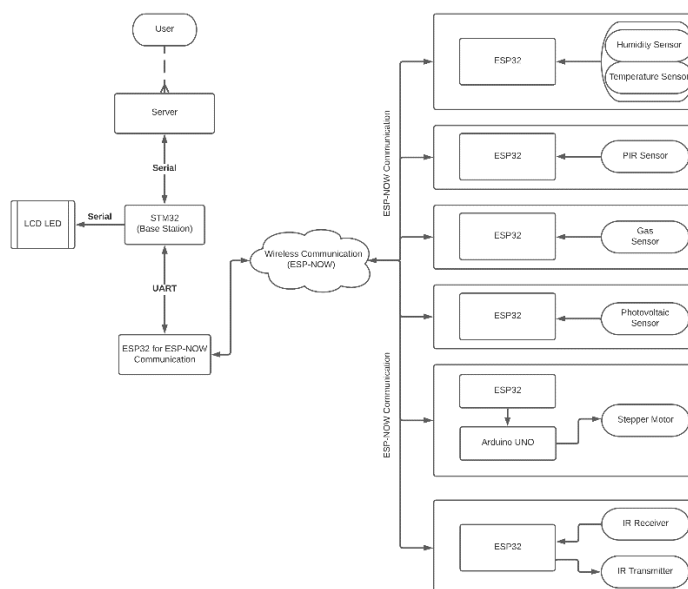 User
Server
Serial
LCD LED
Serial
STM32
(Base Station)
UART
ESP32 for ESP-NOW
Communication
Wireless Communication
(ESP-NOW)
ESP-NOW Communication
ESP-NOW Communication
ESP32
Humidity Sensor
Temperature Sensor
ESP32
PIR Sensor
ESP32
Gas
Sensor
ESP32
Photovoltaic
Sensor
ESP32
Arduino UNO
Stepper Motor
ESP32
IR Receiver
IR Transmitter